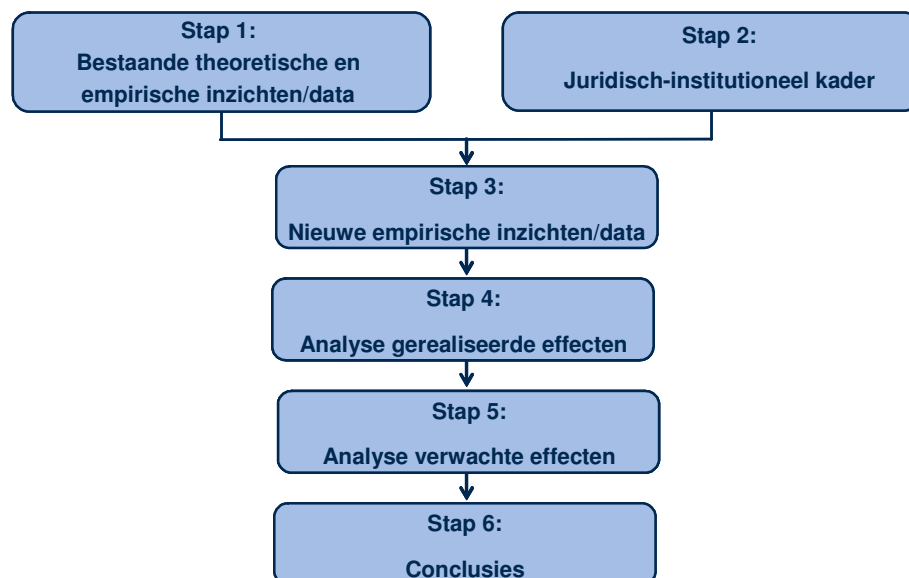 Stap 1:
Bestaande theoretische en
empirische inzichten/data
Stap 2:
Juridisch-institutioneel kader
Stap 3:
Nieuwe empirische inzichten/data
Stap 4:
Analyse gerealiseerde effecten
Stap 5:
Analyse verwachte effecten
Stap 6:
Conclusies